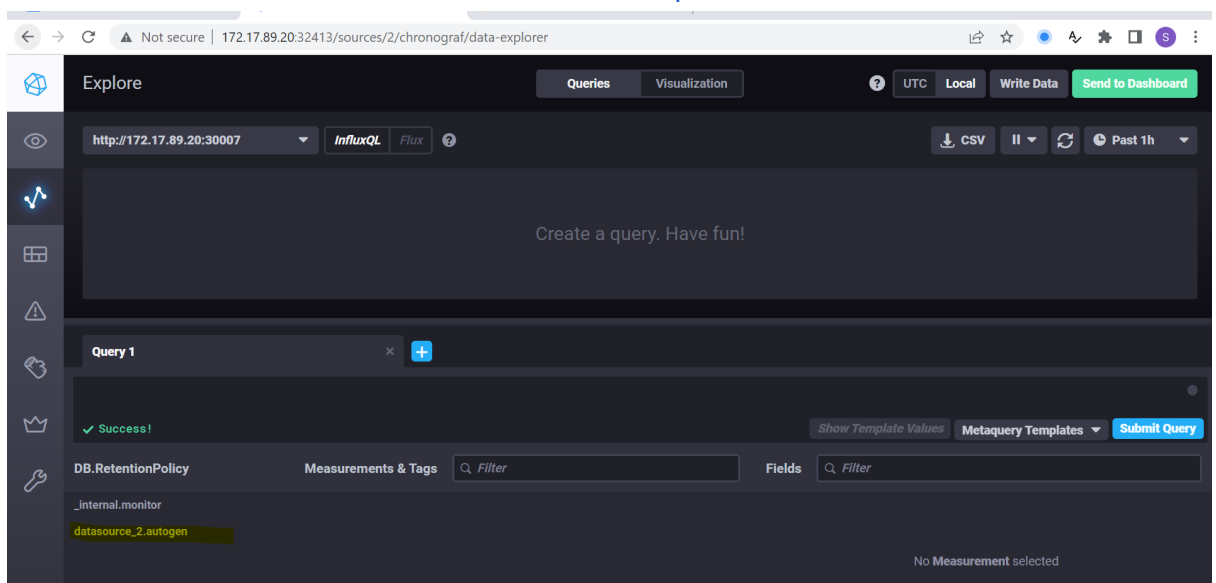 Not secure | 172.17.89.20:32413/sources/2/chronograf/data-explorer
S
Explore
Queries Visualization
? UTC Local Write Data Send to Dashboard
http://172.17.89.20:30007 InfluxQL Flux ?
CSV Past 1h
Create a query. Have fun!
Query 1 × +
Success!
Show Template Values Metaquery Templates Submit Query
DB.RetentionPolicy Measurements & Tags Filter Fields Filter
_internal.monitor
datasource_2.autogen
No Measurement selected